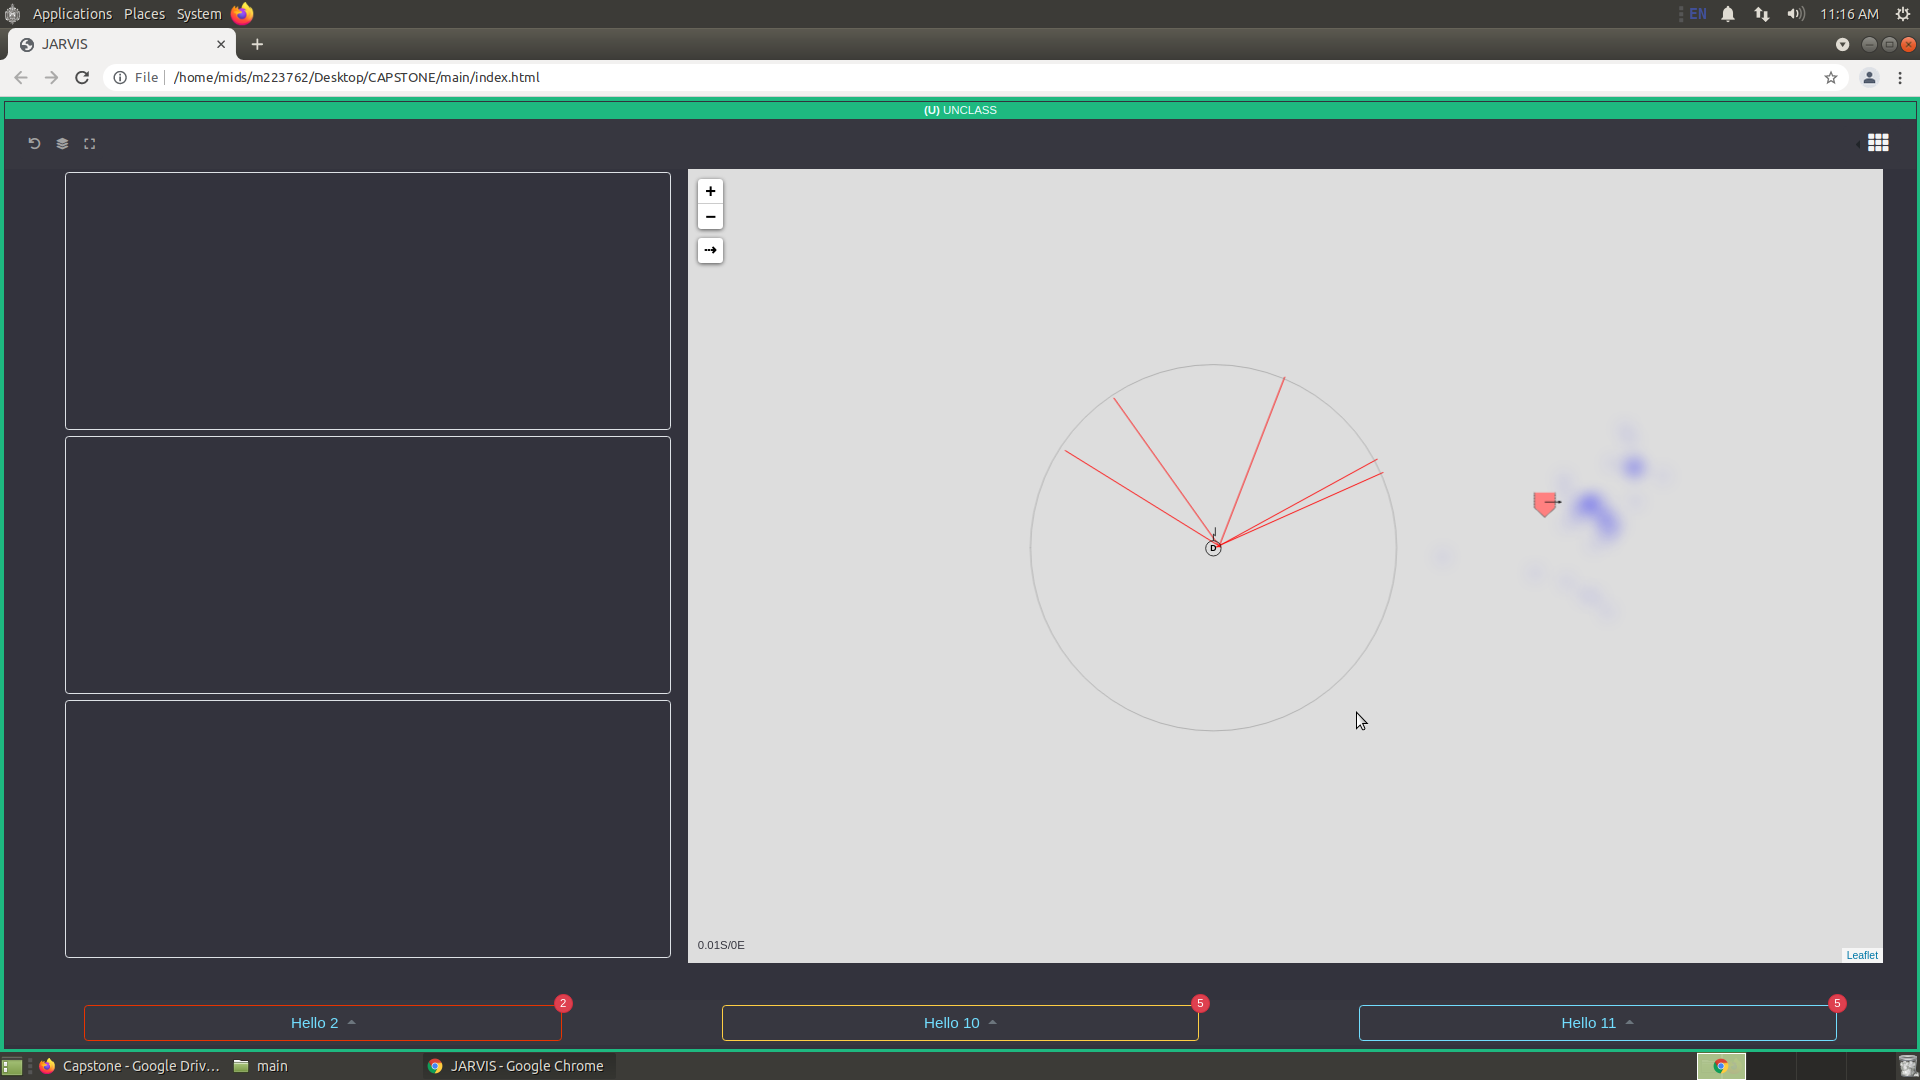 Applications Places System EN 11:16 AM
JARVIS
File /home/mids/m223762/Desktop/CAPSTONE/main/index.html
(U) UNCLASS
+
−
D
0.01S/0E
Leaflet
2 5 5
Hello 2 Hello 10 Hello 11
Capstone - Google Driv... main JARVIS - Google Chrome